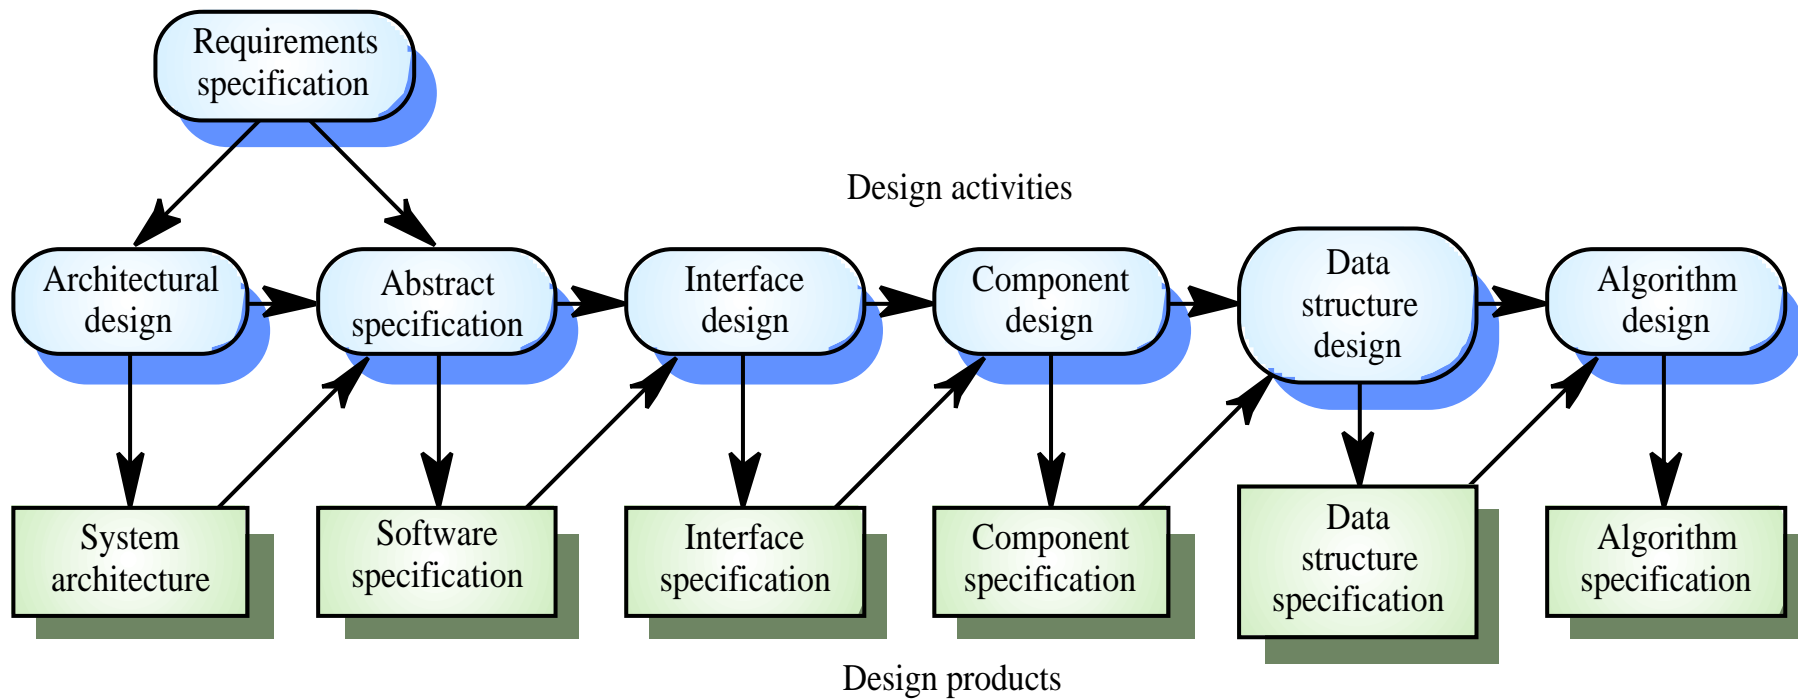 Requirements
specification
Design activities
Architectural
design
Abstract
specification
Interface
design
Component
design
Data
structure
design
Algorithm
design
System
architecture
Software
specification
Interface
specification
Component
specification
Data
structure
specification
Algorithm
specification
Design products